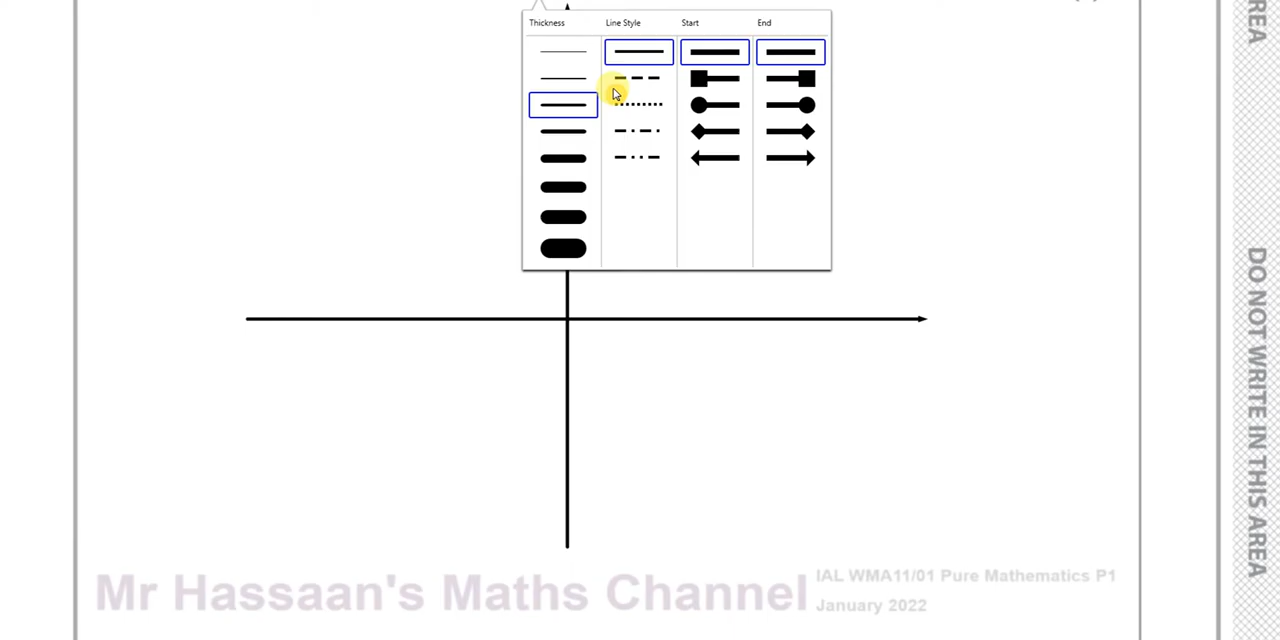 AREA
Thickness
Line Style
Start
End
DO NOT WRITE IN THIS AREA
Mr Hassaan's Maths Channel
IAL WMA11/01 Pure Mathematics P1
January 2022